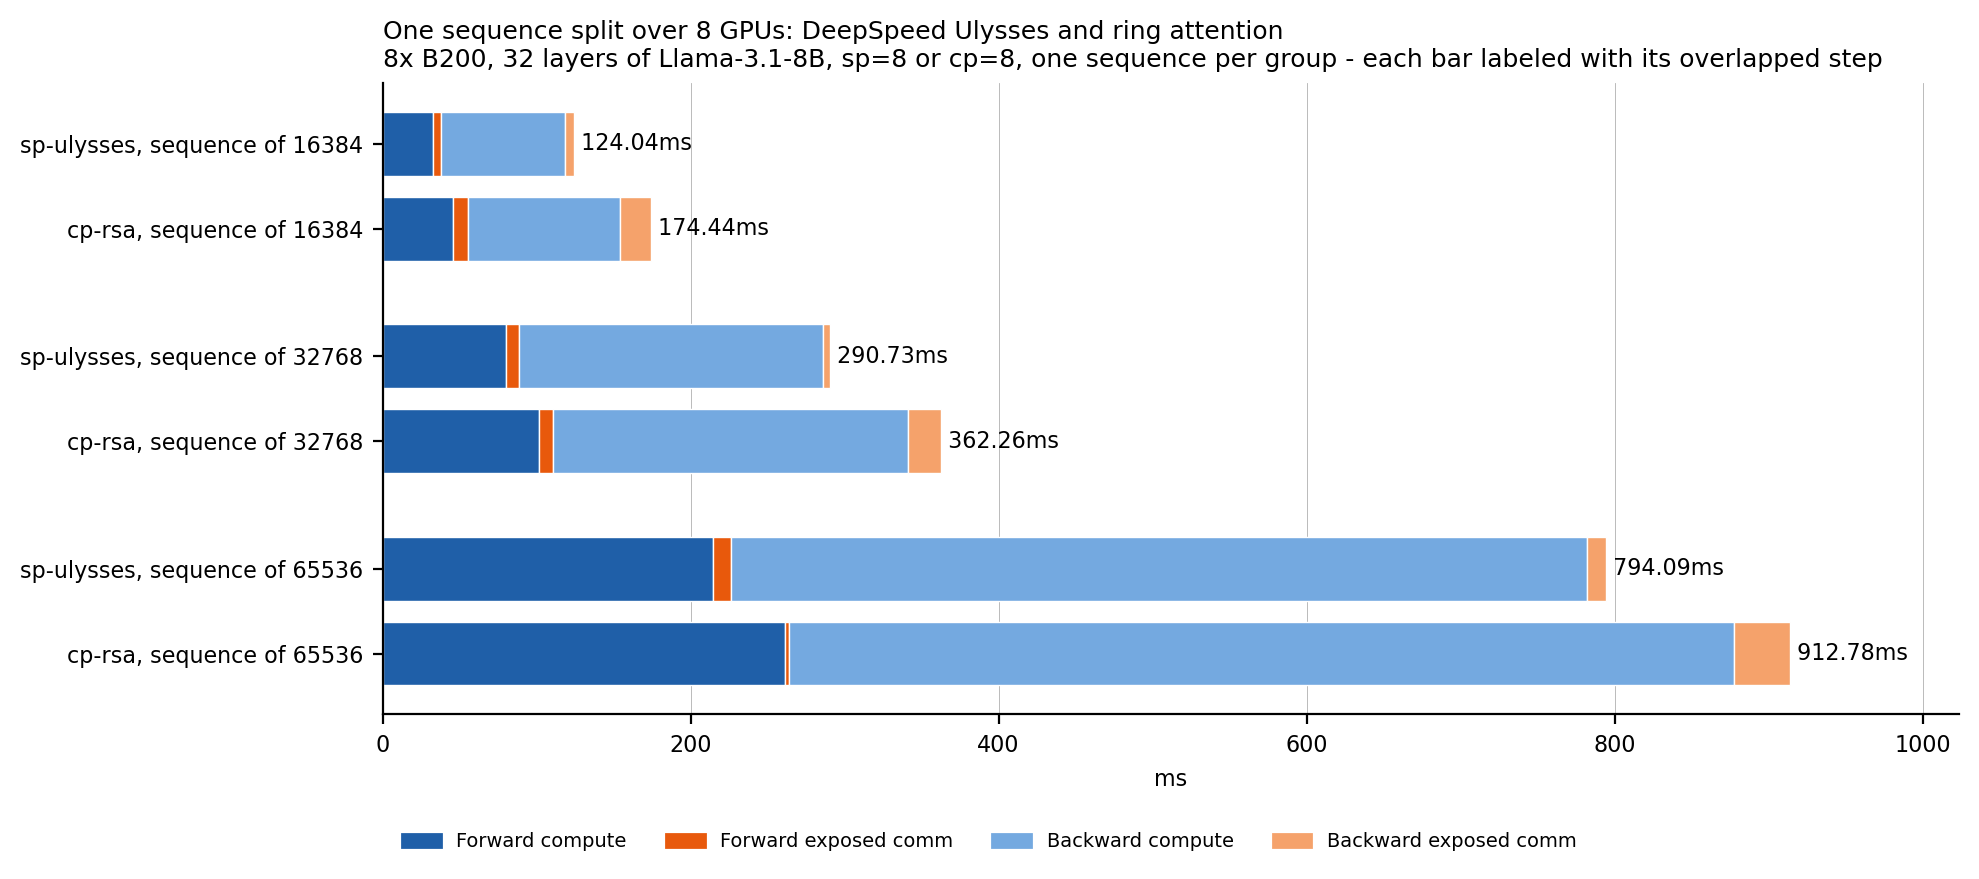 One sequence split over 8 GPUs: DeepSpeed Ulysses and ring attention
8x B200, 32 layers of Llama-3.1-8B, sp=8 or cp=8, one sequence per group - each bar labeled with its overlapped step
sp-ulysses, sequence of 16384
124.04ms
cp-rsa, sequence of 16384
174.44ms
sp-ulysses, sequence of 32768
290.73ms
cp-rsa, sequence of 32768
362.26ms
sp-ulysses, sequence of 65536
794.09ms
cp-rsa, sequence of 65536
912.78ms
0 200 400 600 800 1000
ms
Forward compute Forward exposed comm Backward compute Backward exposed comm